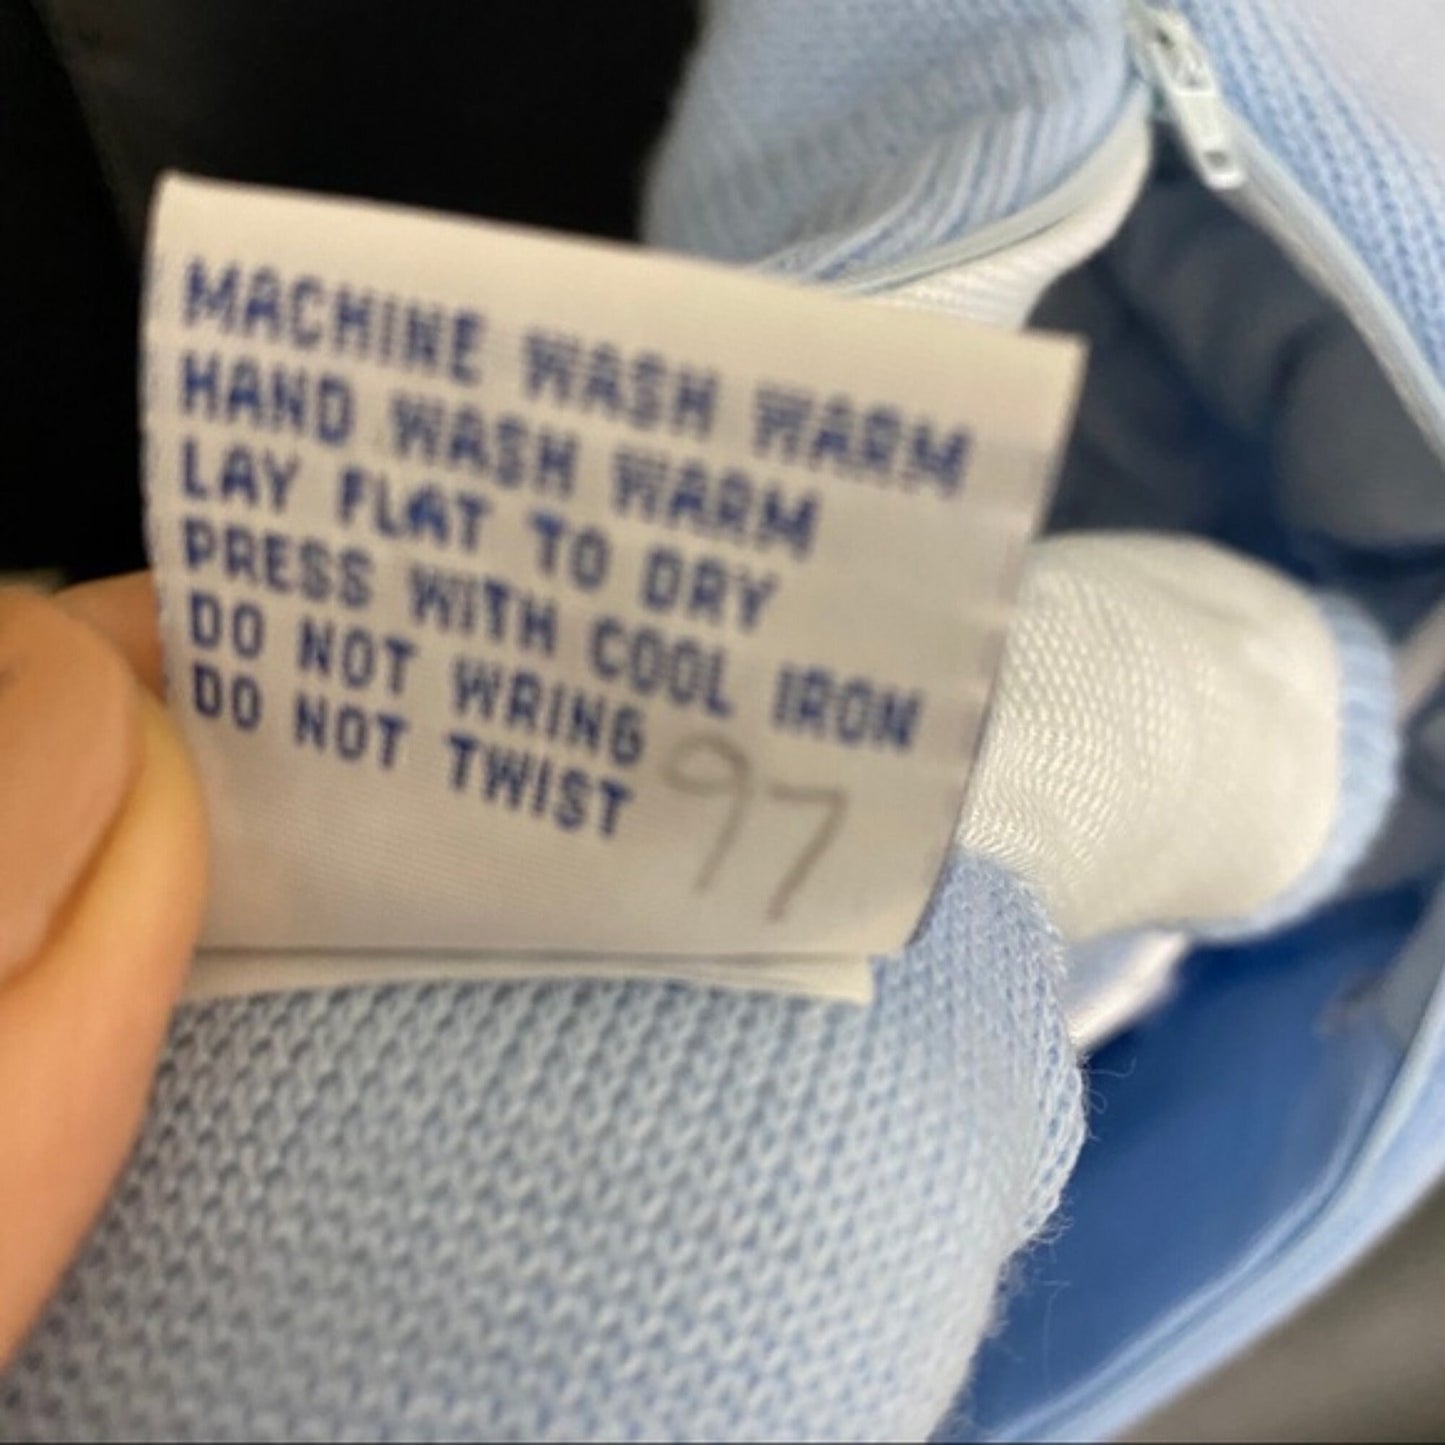 MACHINE WASH WARM
HAND WASH WARM
LAY FLAT TO DRY
PRESS WITH COOL IRON
DO NOT WRING
DO NOT TWIST
97